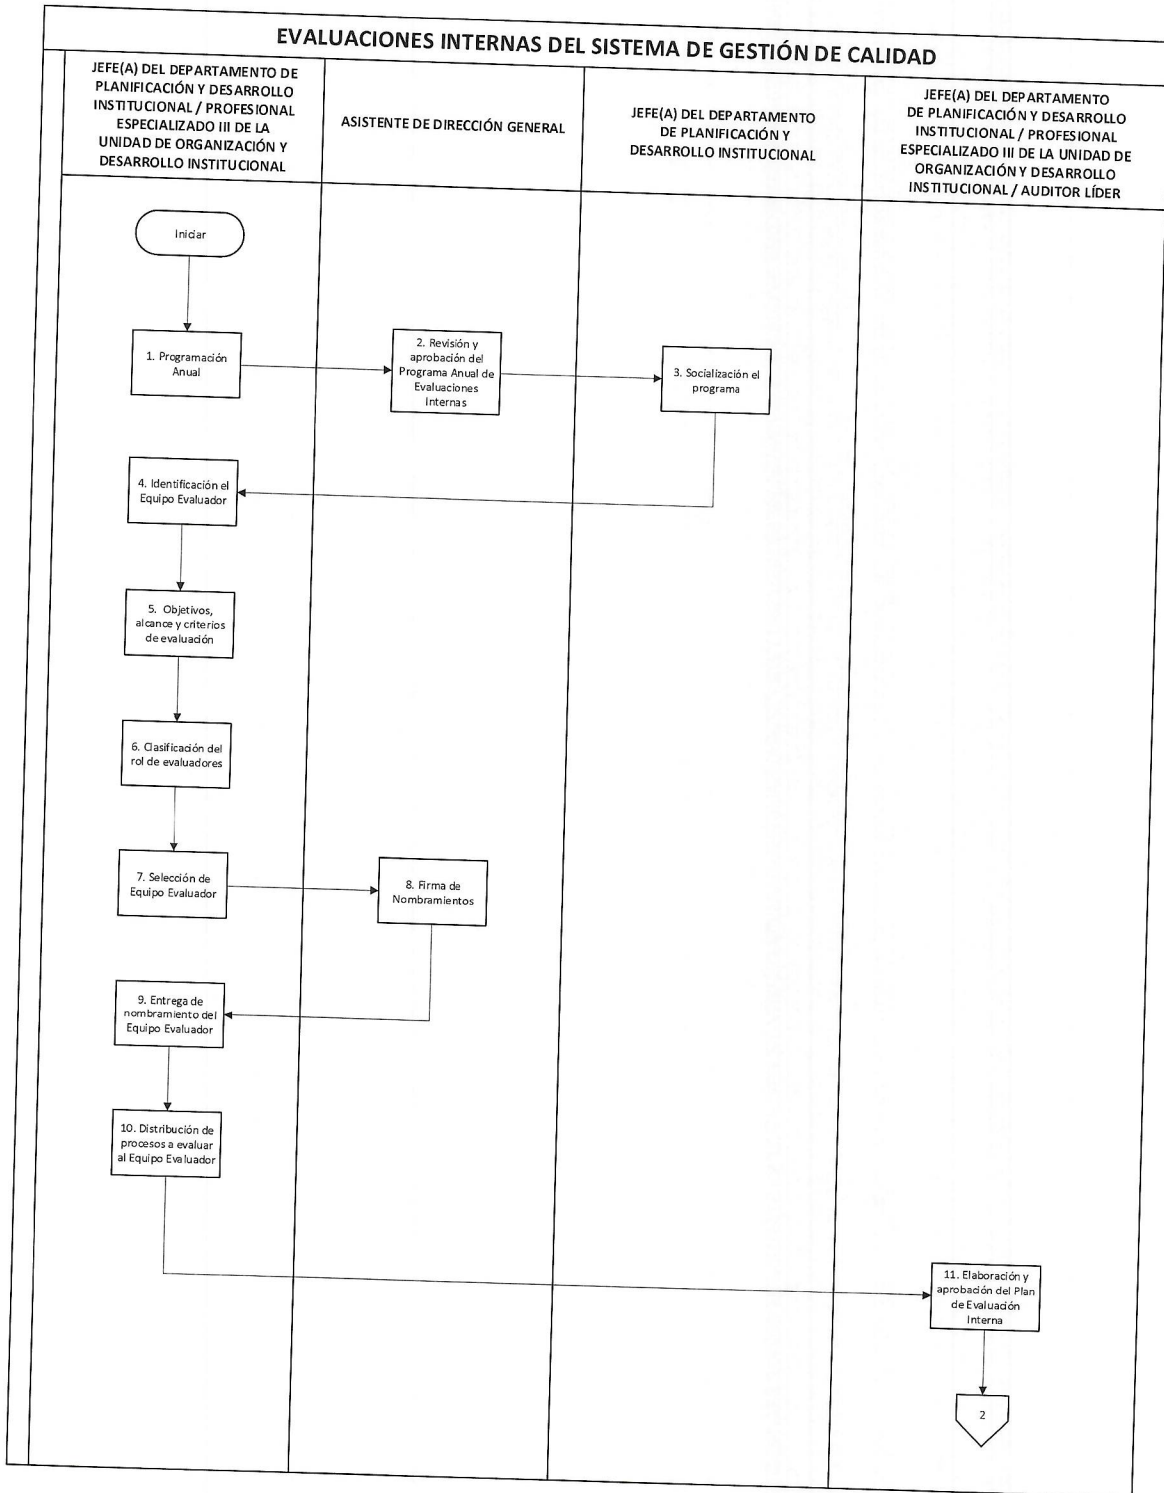 EVALUACIONES INTERNAS DEL SISTEMA DE GESTIÓN DE CALIDAD
JEFE(A) DEL DEPARTAMENTO DE
PLANIFICACIÓN Y DESARROLLO
INSTITUCIONAL / PROFESIONAL
ESPECIALIZADO III DE LA
UNIDAD DE ORGANIZACIÓN Y
DESARROLLO INSTITUCIONAL
ASISTENTE DE DIRECCIÓN GENERAL
JEFE(A) DEL DEPARTAMENTO
DE PLANIFICACIÓN Y
DESARROLLO INSTITUCIONAL
JEFE(A) DEL DEPARTAMENTO
DE PLANIFICACIÓN Y DESARROLLO
INSTITUCIONAL / PROFESIONAL
ESPECIALIZADO III DE LA UNIDAD DE
ORGANIZACIÓN Y DESARROLLO
INSTITUCIONAL / AUDITOR LÍDER
Iniciar
1. Programación
Anual
2. Revisión y
aprobación del
Programa Anual de
Evaluaciones
Internas
3. Socialización el
programa
4. Identificación el
Equipo Evaluador
5. Objetivos,
alcance y criterios
de evaluación
6. Clasificación del
rol de evaluadores
7. Selección de
Equipo Evaluador
8. Firma de
Nombramientos
9. Entrega de
nombramiento del
Equipo Evaluador
10. Distribución de
procesos a evaluar
al Equipo Evaluador
11. Elaboración y
aprobación del Plan
de Evaluación
Interna
2